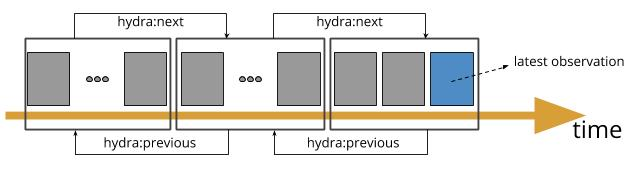 hydra:next
hydra:next
latest observation
time
hydra:previous
hydra:previous